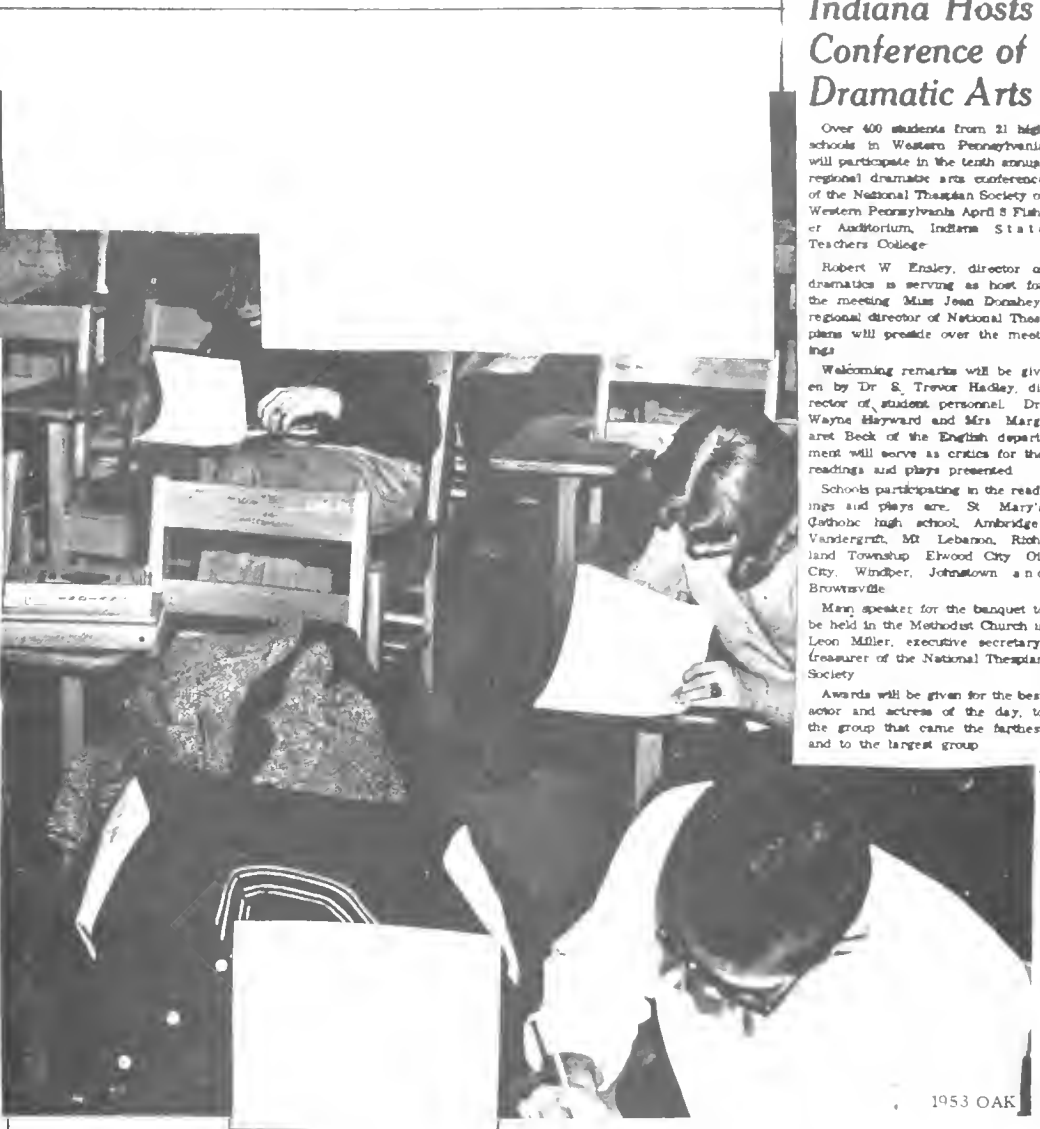 Indiana Hosts
Conference of
Dramatic Arts
Over 400 students from 21 high
schools in Western Pennsylvania
will participate in the tenth annual
regional dramatic arts conference
of the National Thespian Society of
Western Pennsylvania April 8 Fish
er Auditorium, Indiana State
Teachers College
Robert W Ensley, director of
dramatics is serving as host for
the meeting Miss Jean Donahey,
regional director of National Thes
pians will preside over the meet
ings
Welcoming remarks will be giv
en by Dr S. Trevor Hadley, di
rector of student personnel. Dr
Wayne Hayward and Mrs Marg
aret Beck of the English depart
ment will serve as critics for the
readings and plays presented
Schools participating in the read
ings and plays are, St Mary's
Catholic high school, Ambridge,
Vandergrift, Mt Lebanon, Rich
land Township Elwood City Oil
City, Windber, Johnstown and
Brownsville
Main speaker for the banquet to
be held in the Methodist Church is
Leon Miller, executive secretary
treasurer of the National Thespian
Society
Awards will be given for the best
actor and actress of the day, to
the group that came the farthest
and to the largest group
1953 OAK